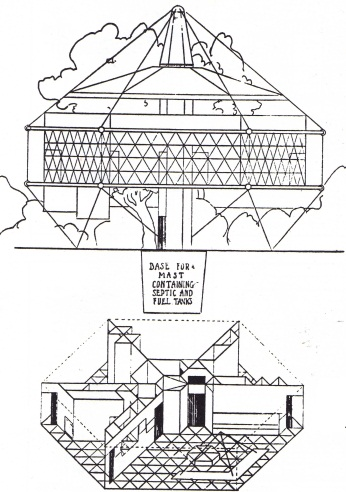 BASE FOR A
MAST
CONTAINING
SEPTIC AND
FUEL TANKS